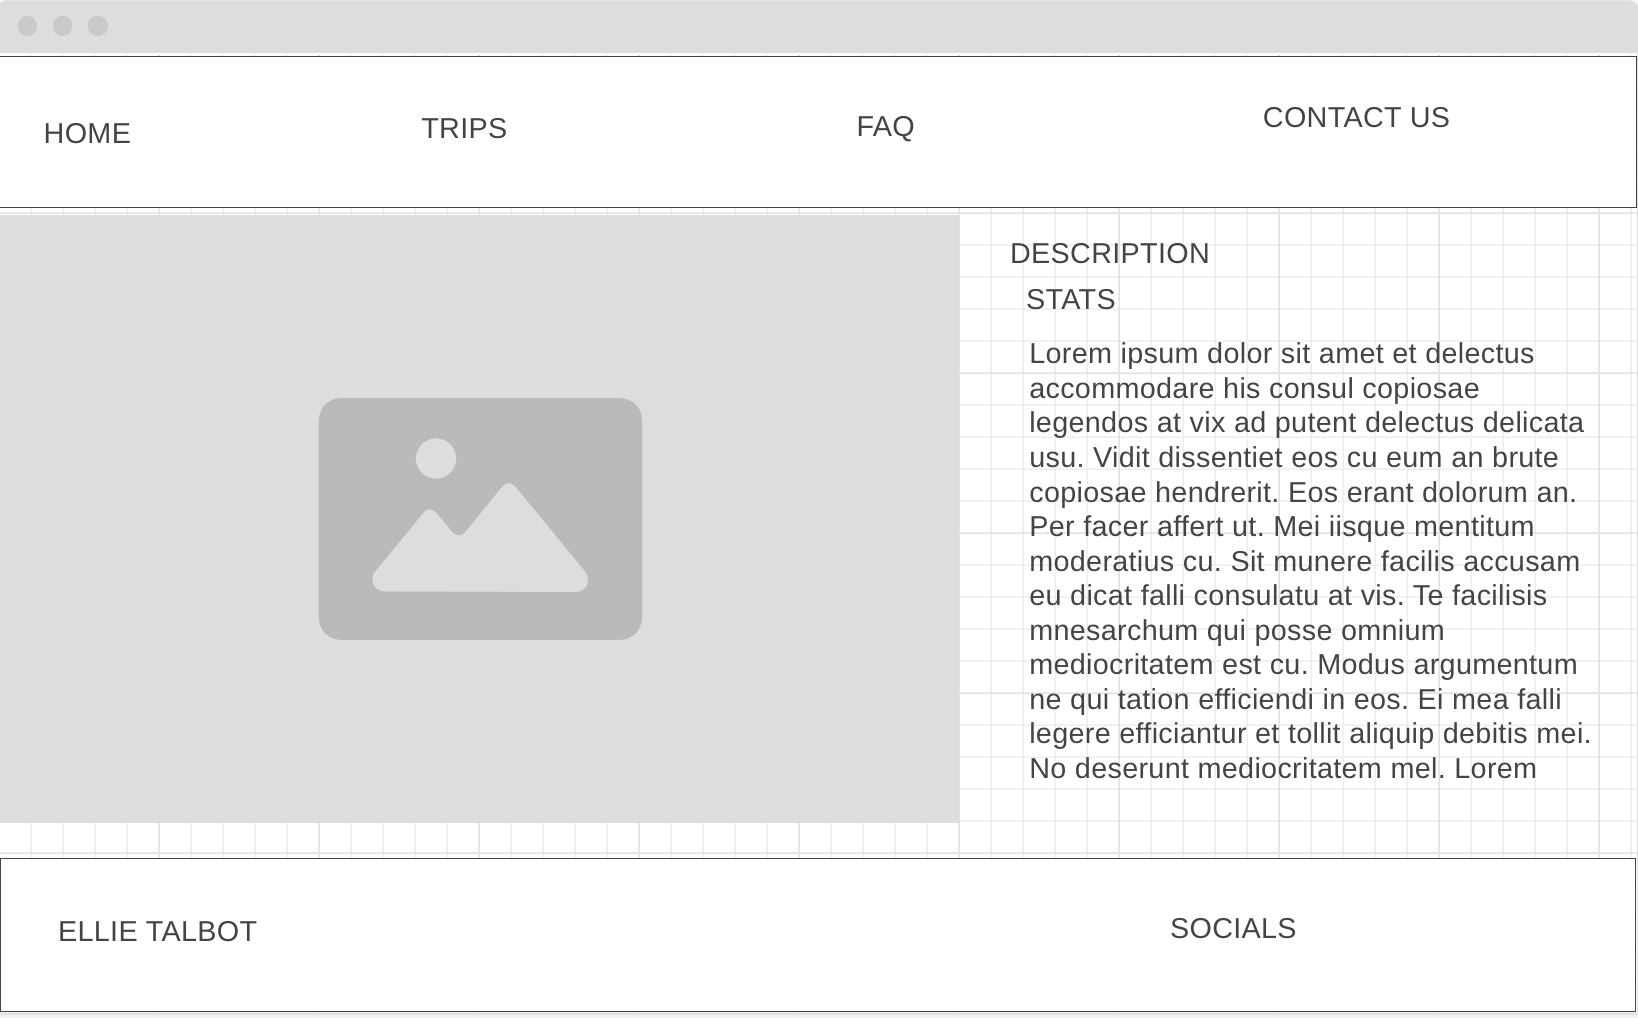 HOME
TRIPS
FAQ
CONTACT US
DESCRIPTION
STATS
Lorem ipsum dolor sit amet et delectus
accommodare his consul copiosae
legendos at vix ad putent delectus delicata
usu. Vidit dissentiet eos cu eum an brute
copiosae hendrerit. Eos erant dolorum an.
Per facer affert ut. Mei iisque mentitum
moderatius cu. Sit munere facilis accusam
eu dicat falli consulatu at vis. Te facilisis
mnesarchum qui posse omnium
mediocritatem est cu. Modus argumentum
ne qui tation efficiendi in eos. Ei mea falli
legere efficiantur et tollit aliquip debitis mei.
No deserunt mediocritatem mel. Lorem
ELLIE TALBOT
SOCIALS